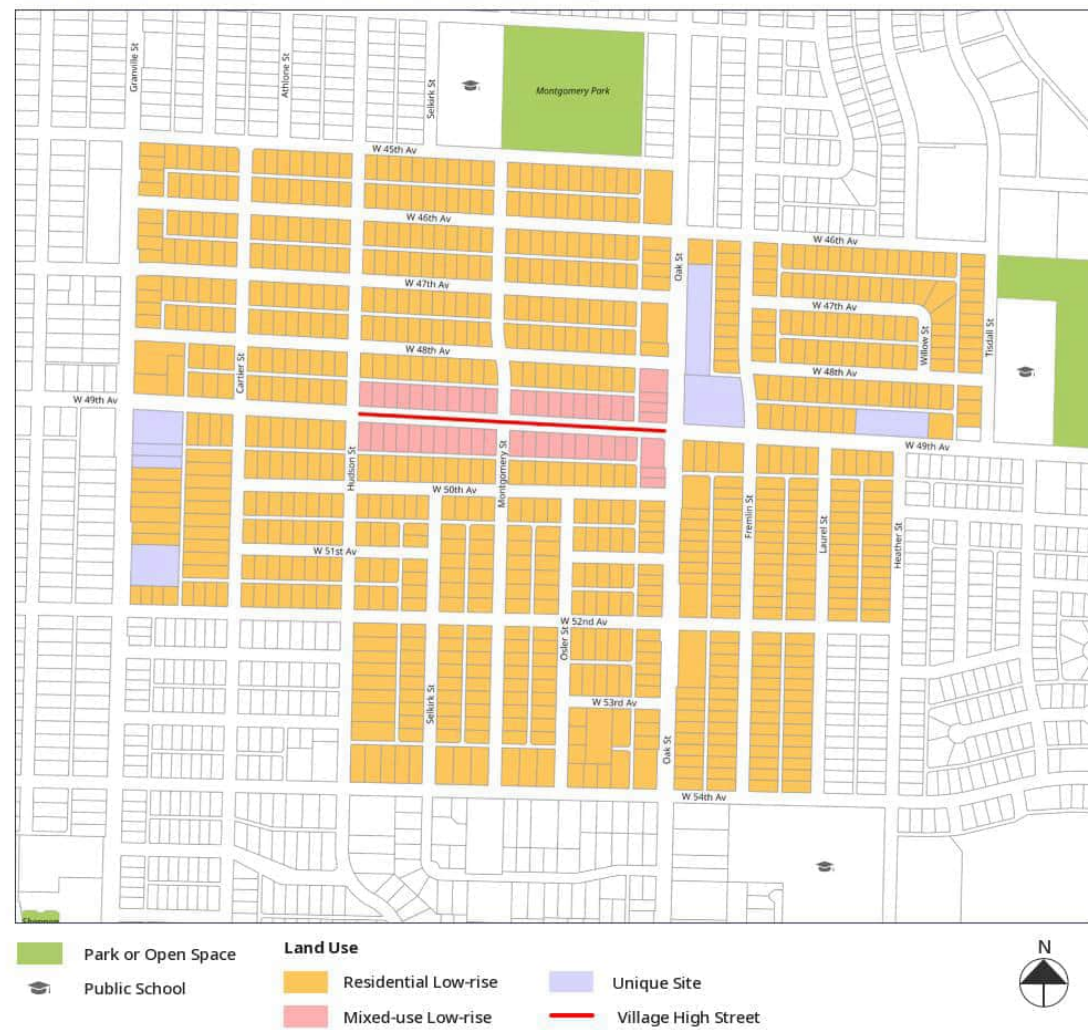 Granville St
Athlone St
Selkirk St
Montgomery Park
W 45th Av
W 46th Av
W 46th Av
Oak St
W 47th Av
W 47th Av
Willow St
Tisdall St
W 48th Av
Cartier St
W 48th Av
W 49th Av
W 49th Av
Hudson St
Montgomery St
W 50th Av
Fremlin St
Laurel St
Heather St
W 51st Av
W 52nd Av
Osler St
Selkirk St
W 53rd Av
Oak St
W 54th Av
Park or Open Space
Public School
Land Use
Residential Low-rise
Mixed-use Low-rise
Unique Site
Village High Street
N